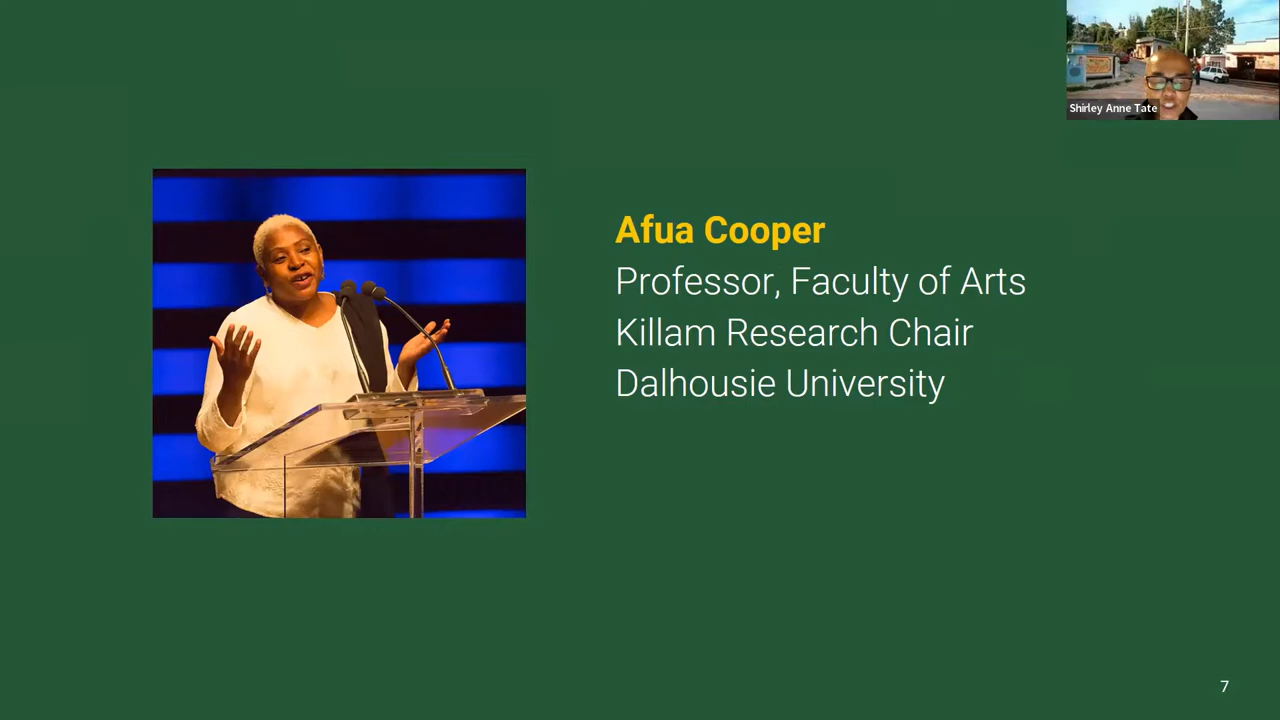 Shirley Anne Tate
Afua Cooper
Professor, Faculty of Arts
Killam Research Chair
Dalhousie University
7